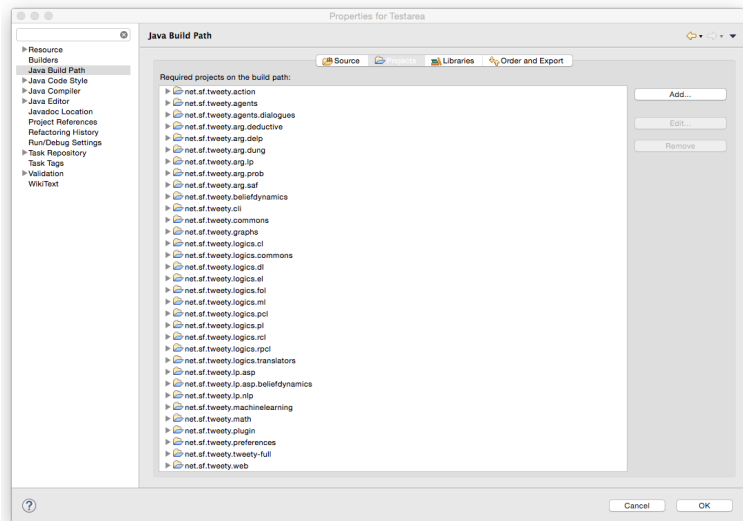 Properties for Testarea
Java Build Path
Resource
Builders
Java Build Path
Java Code Style
Java Compiler
Java Editor
Javadoc Location
Project References
Refactoring History
Run/Debug Settings
Task Repository
Task Tags
Validation
WikiText
Source Projects Libraries Order and Export
Required projects on the build path:
net.sf.tweety.action
net.sf.tweety.agents
net.sf.tweety.agents.dialogues
net.sf.tweety.arg.deductive
net.sf.tweety.arg.delp
net.sf.tweety.arg.dung
net.sf.tweety.arg.lp
net.sf.tweety.arg.prob
net.sf.tweety.arg.saf
net.sf.tweety.beliefdynamics
net.sf.tweety.cli
net.sf.tweety.commons
net.sf.tweety.graphs
net.sf.tweety.logics.cl
net.sf.tweety.logics.commons
net.sf.tweety.logics.dl
net.sf.tweety.logics.el
net.sf.tweety.logics.fol
net.sf.tweety.logics.ml
net.sf.tweety.logics.pcl
net.sf.tweety.logics.pl
net.sf.tweety.logics.rcl
net.sf.tweety.logics.rpcl
net.sf.tweety.logics.translators
net.sf.tweety.lp.asp
net.sf.tweety.lp.asp.beliefdynamics
net.sf.tweety.lp.nlp
net.sf.tweety.machinelearning
net.sf.tweety.math
net.sf.tweety.plugin
net.sf.tweety.preferences
net.sf.tweety.tweety-full
net.sf.tweety.web
Add...
Edit...
Remove
Cancel OK